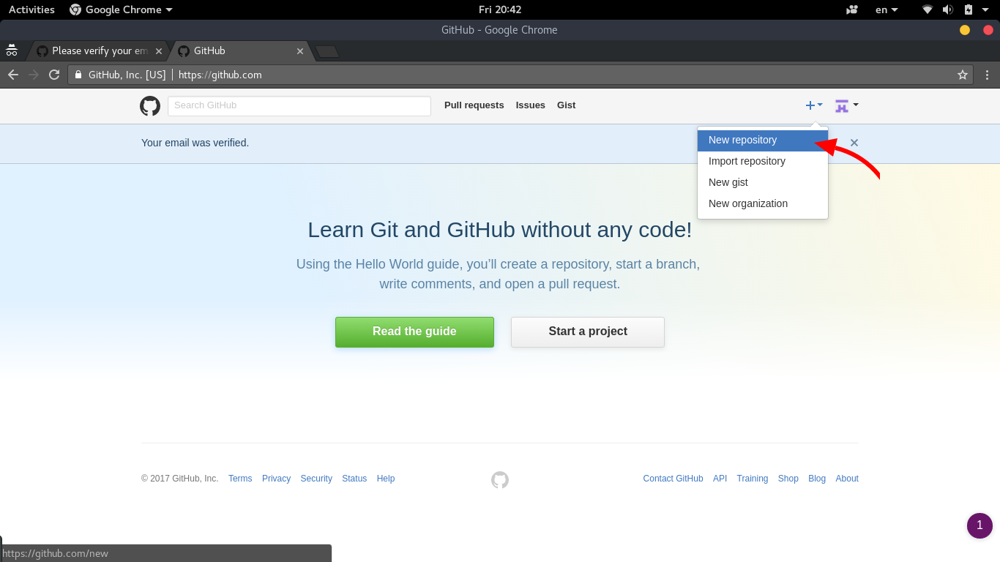 Activities Google Chrome Fri 20:42 en
GitHub - Google Chrome
Please verify your em GitHub
GitHub, Inc. [US] https://github.com
Search GitHub Pull requests Issues Gist
Your email was verified.
New repository
Import repository
New gist
New organization
Learn Git and GitHub without any code!
Using the Hello World guide, you’ll create a repository, start a branch,
write comments, and open a pull request.
Read the guide Start a project
© 2017 GitHub, Inc. Terms Privacy Security Status Help Contact GitHub API Training Shop Blog About
1
https://github.com/new